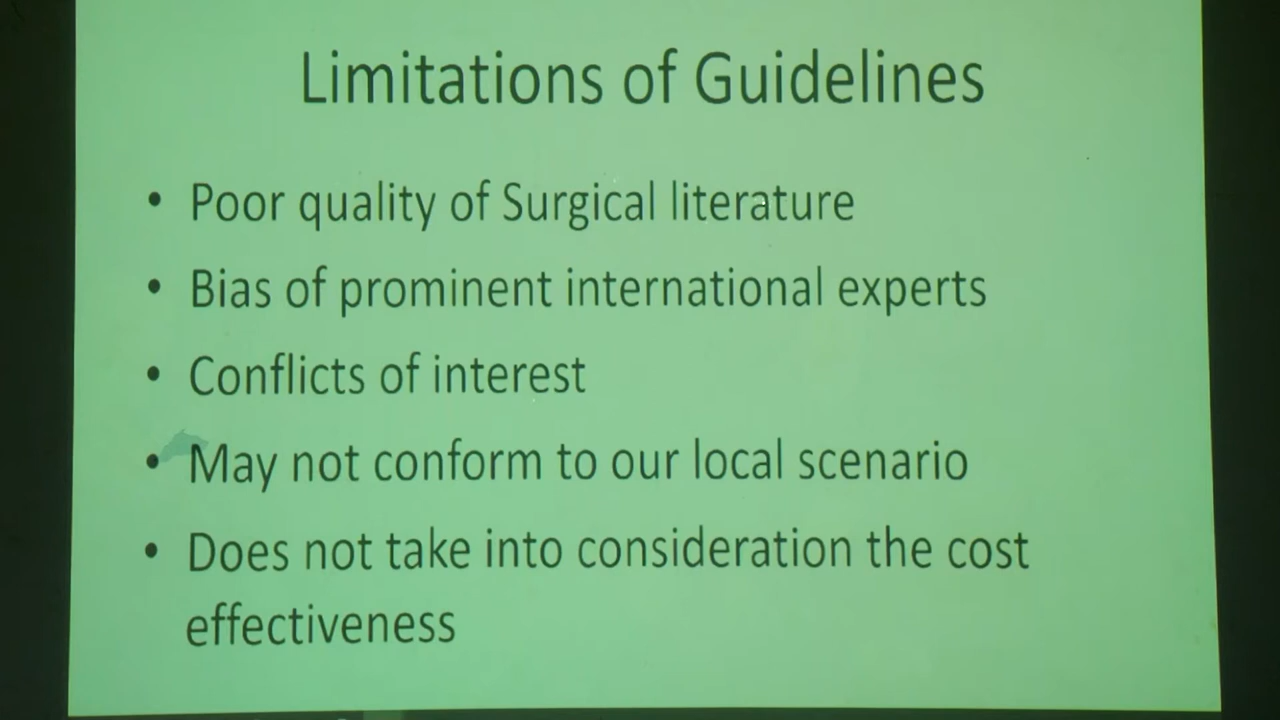 Limitations of Guidelines
• Poor quality of Surgical literature
• Bias of prominent international experts
• Conflicts of interest
• May not conform to our local scenario
• Does not take into consideration the cost
effectiveness